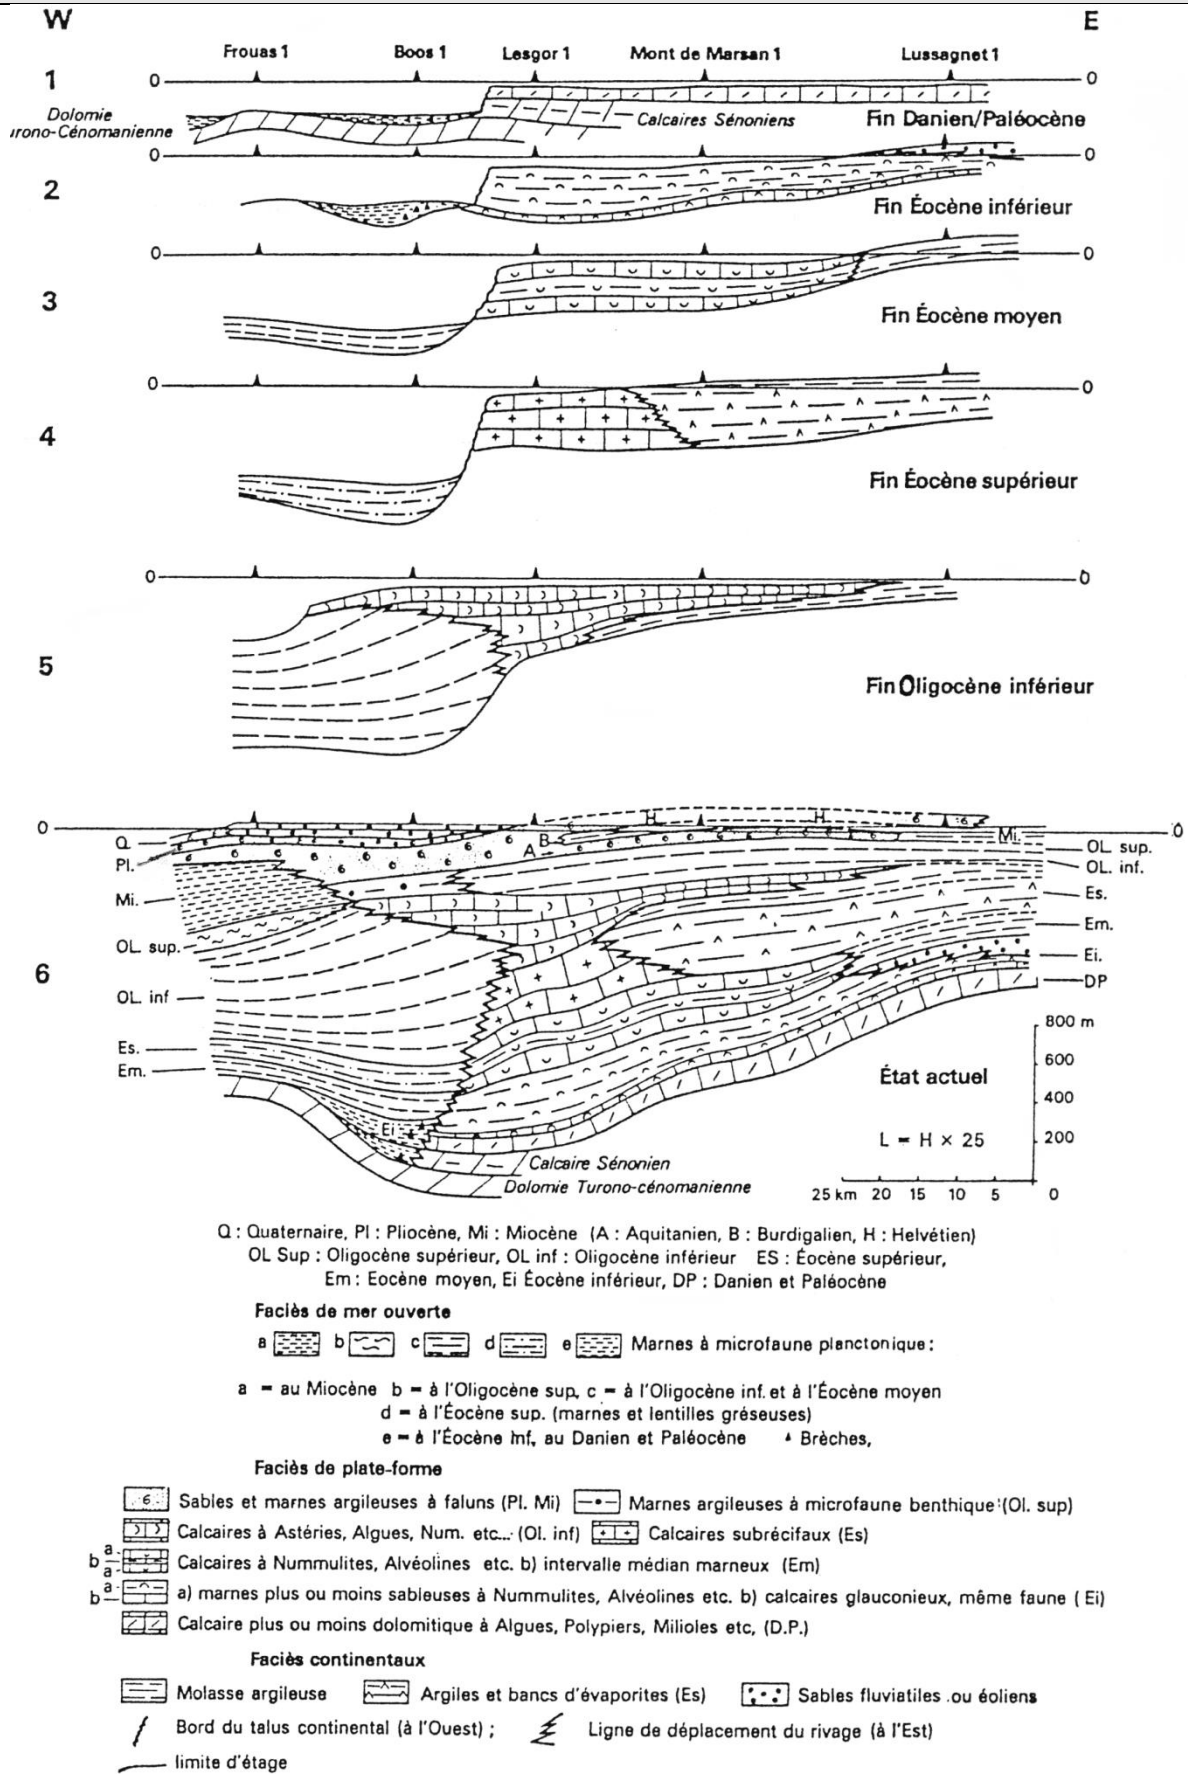 W E
Frouas 1 Boos 1 Lesgor 1 Mont de Marsan 1 Lussagnet 1
1 0 0
Dolomie
urono-Cénomanienne
Calcaires Sénoniens
Fin Danien/Paléocène
2 0 0
Fin Éocène inférieur
3 0 0
Fin Éocène moyen
4 0 0
Fin Éocène supérieur
5 0 0
Fin Oligocène inférieur
6 0 0
H H
Q. B Mi.
Pl. A OL. sup.
OL. inf.
Mi. Es.
Em.
OL. sup. Ei.
DP
OL. inf
Es.
Em.
Ei
800 m
600
État actuel
400
L = H × 25 200
Calcaire Sénonien
Dolomie Turono-cénomanienne
25 km 20 15 10 5 0
Q : Quaternaire, Pl : Pliocène, Mi : Miocène (A : Aquitanien, B : Burdigalien, H : Helvétien)
OL Sup : Oligocène supérieur, OL inf : Oligocène inférieur ES : Éocène supérieur,
Em : Eocène moyen, Ei Éocène inférieur, DP : Danien et Paléocène
Faciès de mer ouverte
a b c d e Marnes à microfaune planctonique :
a = au Miocène b = à l'Oligocène sup, c = à l'Oligocène inf. et à l'Éocène moyen
d = à l'Éocène sup. (marnes et lentilles gréseuses)
e = à l'Éocène Inf, au Danien et Paléocène Brèches,
Faciès de plate-forme
Sables et marnes argileuses à faluns (Pl. Mi) Marnes argileuses à microfaune benthique (Ol. sup)
Calcaires à Astéries, Algues, Num. etc... (Ol. inf) Calcaires subrécifaux (Es)
a b a Calcaires à Nummulites, Alvéolines etc. b) intervalle médian marneux (Em)
a b a) marnes plus ou moins sableuses à Nummulites, Alvéolines etc. b) calcaires glauconieux, même faune ( Ei)
Calcaire plus ou moins dolomitique à Algues, Polypiers, Milioles etc, (D.P.)
Faciès continentaux
Molasse argileuse Argiles et bancs d'évaporites (Es) Sables fluviatiles .ou éoliens
Bord du talus continental (à l'Ouest) ; Ligne de déplacement du rivage (à l'Est)
limite d'étage